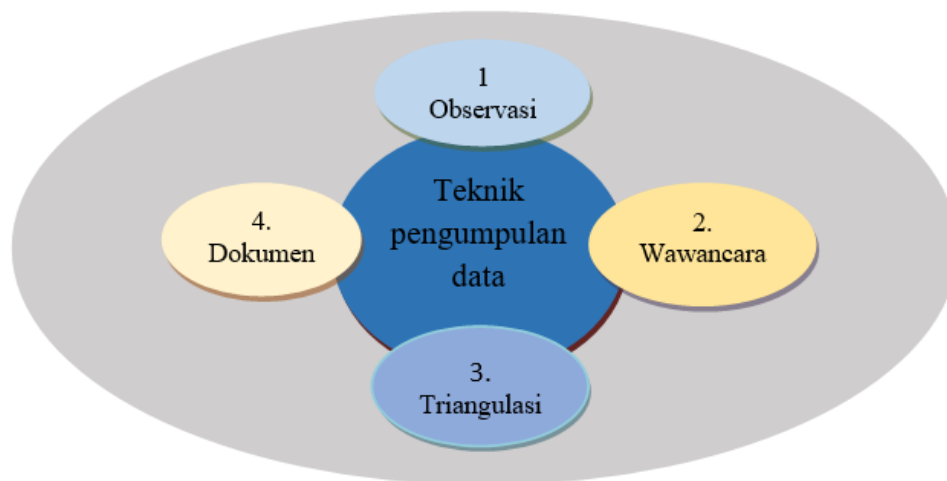 1
Observasi
Teknik
pengumpulan
data
2.
Wawancara
3.
Triangulasi
4.
Dokumen